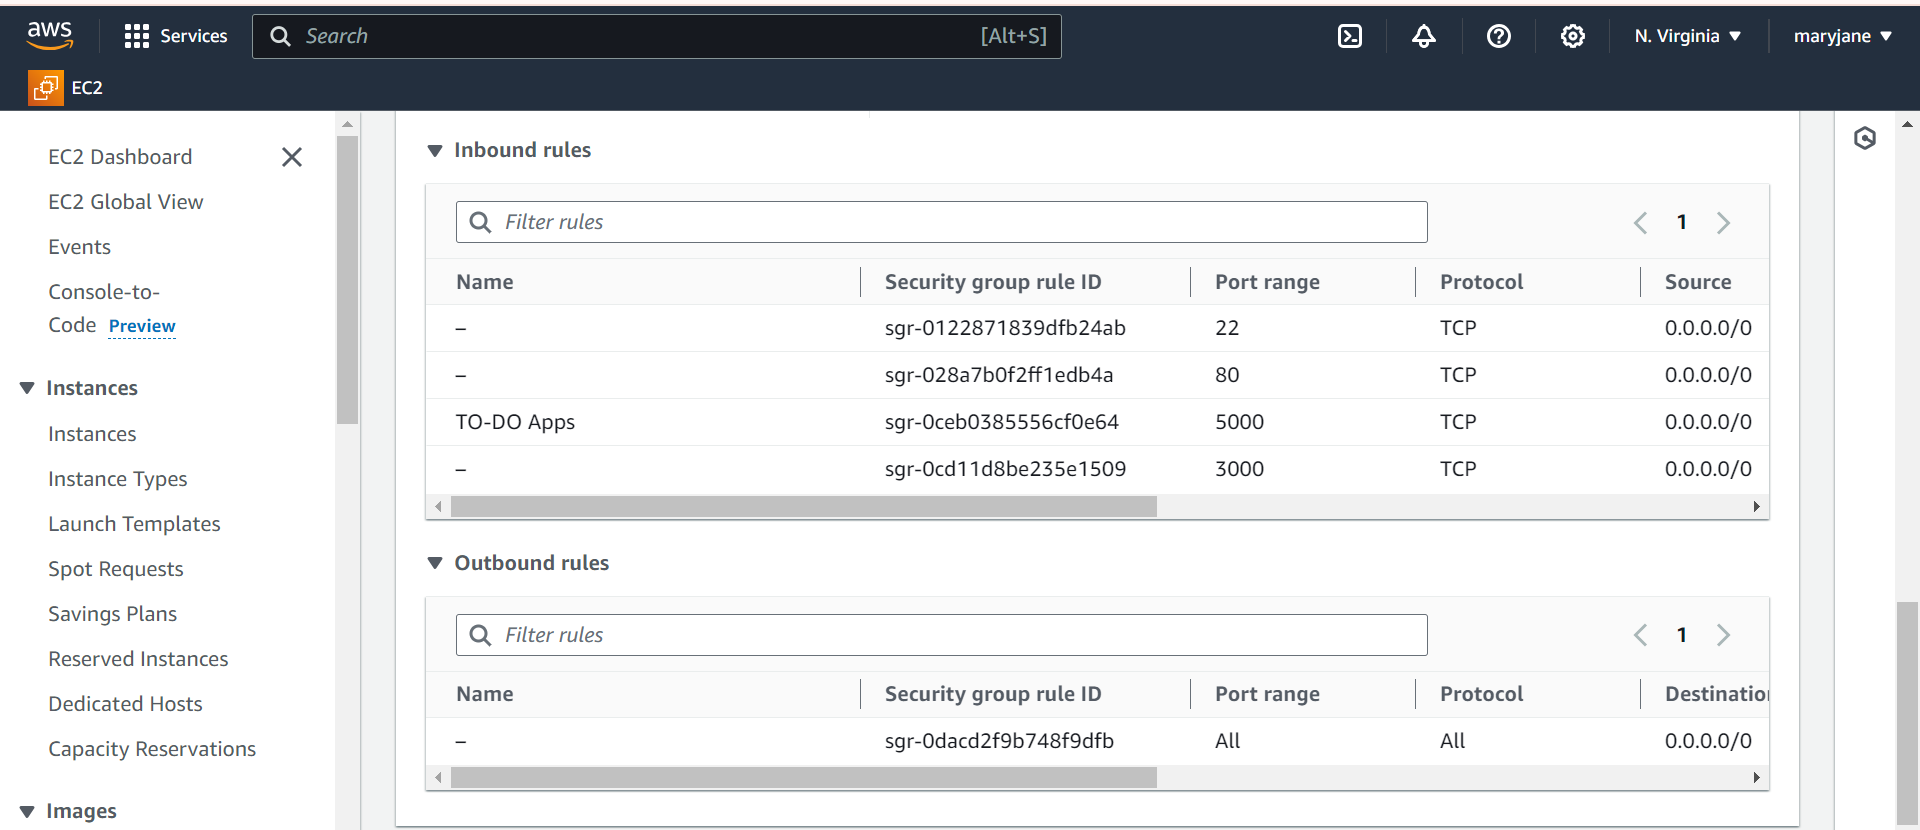 aws
Services
Search [Alt+S]
N. Virginia
maryjane
EC2
EC2 Dashboard
EC2 Global View
Events
Console-to-
Code Preview
Instances
Instances
Instance Types
Launch Templates
Spot Requests
Savings Plans
Reserved Instances
Dedicated Hosts
Capacity Reservations
Images
Inbound rules
Filter rules
1
Name Security group rule ID Port range Protocol Source
– sgr-0122871839dfb24ab 22 TCP 0.0.0.0/0
– sgr-028a7b0f2ff1edb4a 80 TCP 0.0.0.0/0
TO-DO Apps sgr-0ceb0385556cf0e64 5000 TCP 0.0.0.0/0
– sgr-0cd11d8be235e1509 3000 TCP 0.0.0.0/0
Outbound rules
Filter rules
1
Name Security group rule ID Port range Protocol Destinatio
– sgr-0dacd2f9b748f9dfb All All 0.0.0.0/0